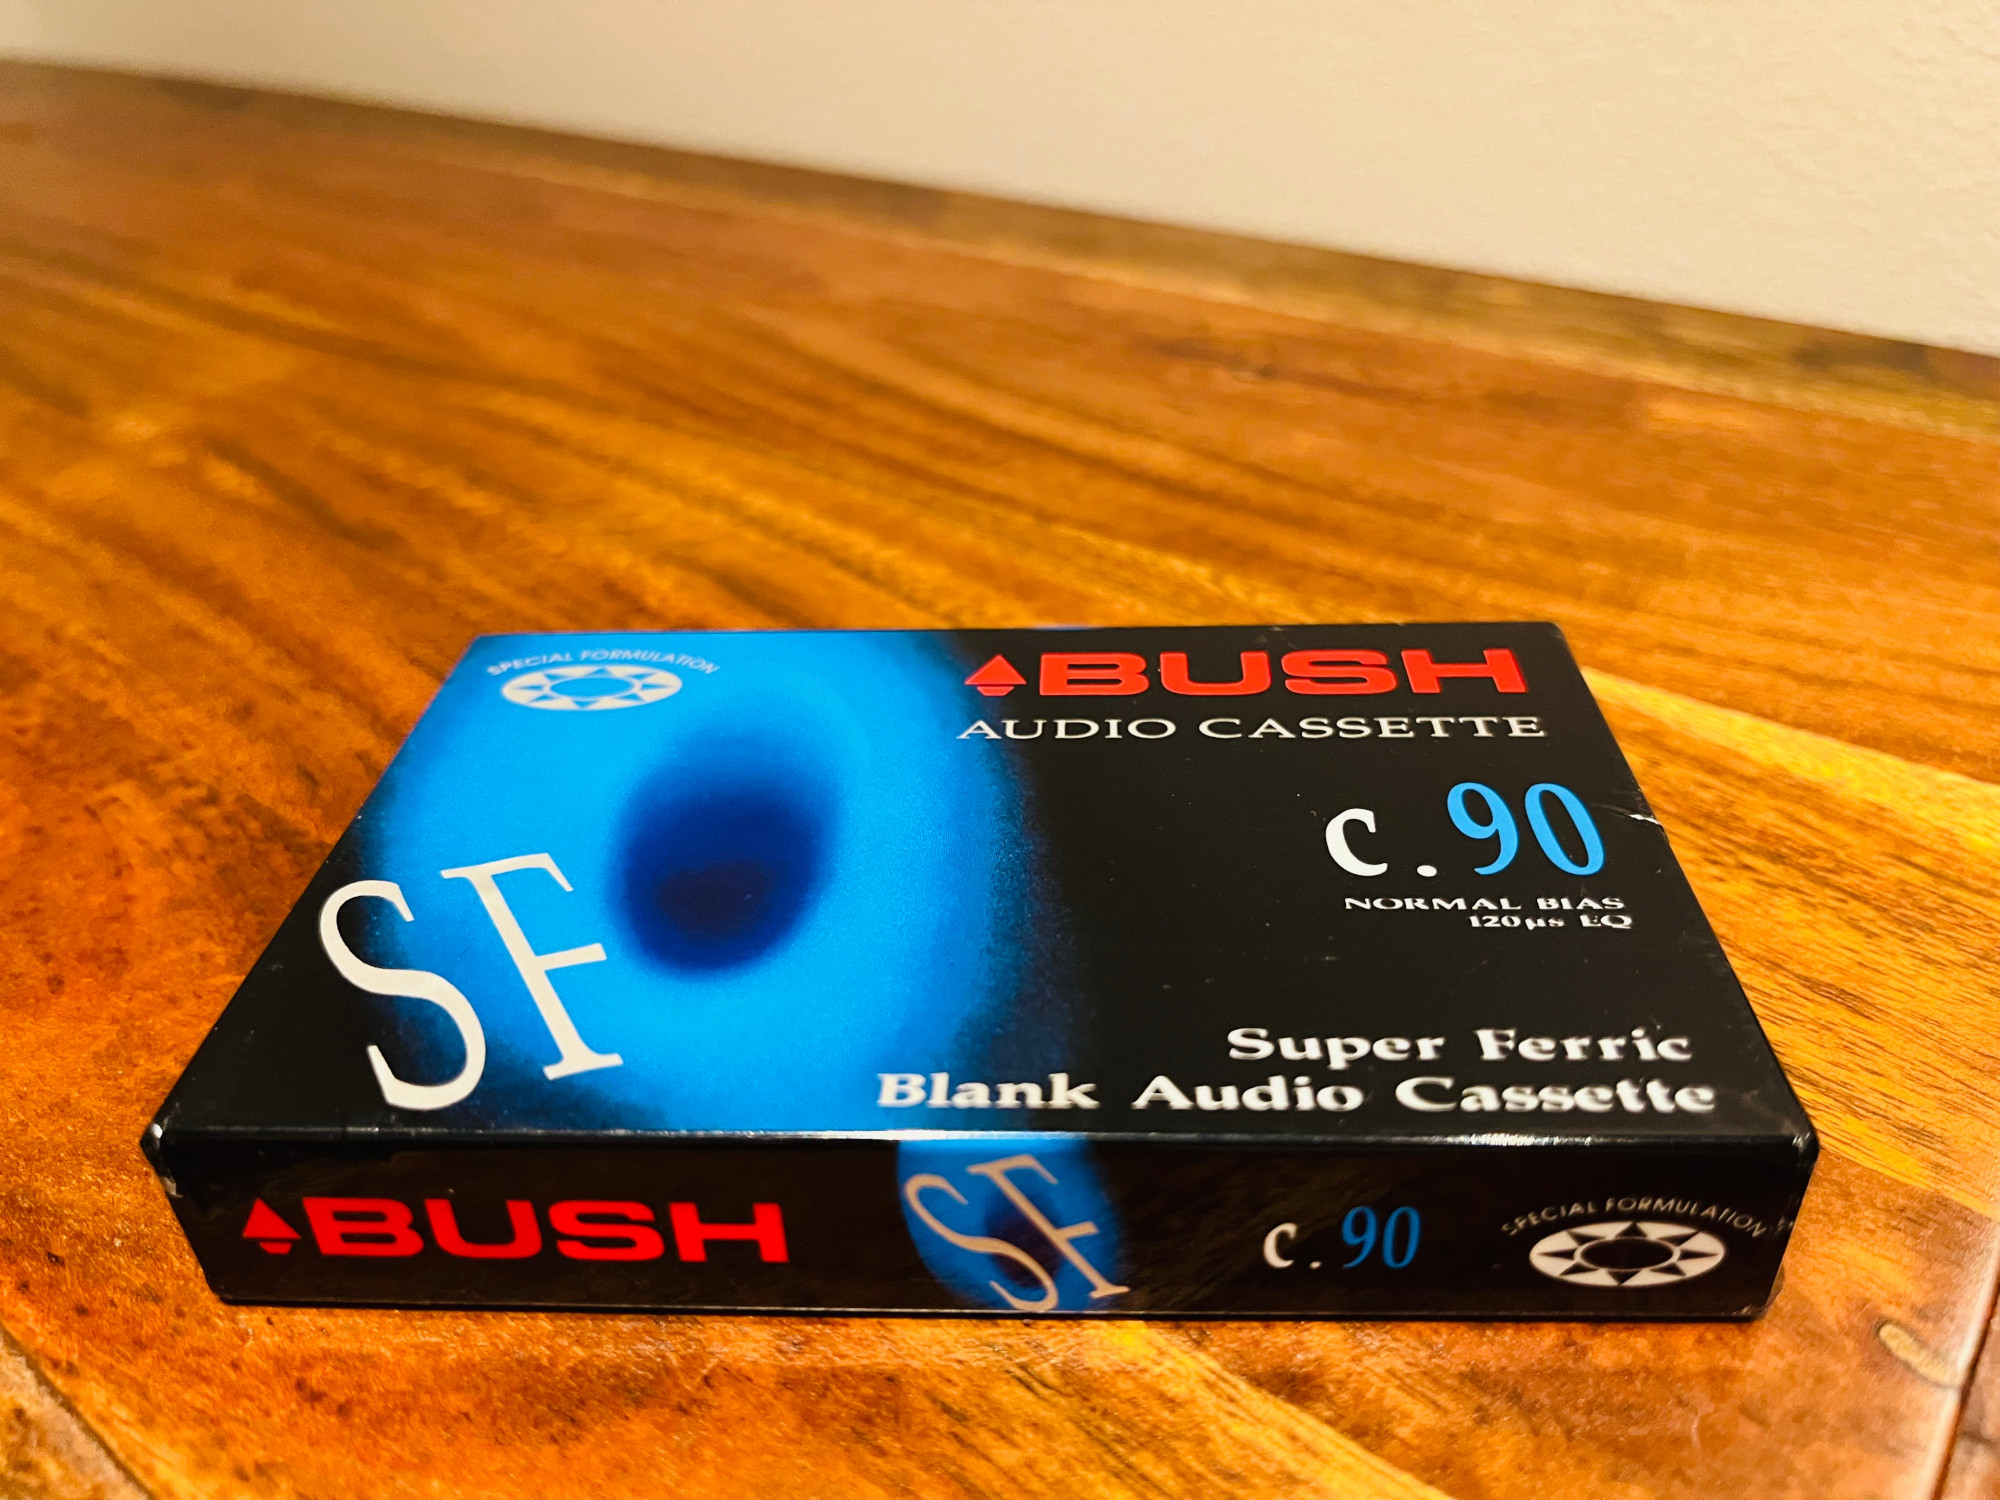 SPECIAL FORMULATION
BUSH
AUDIO CASSETTE
c.90
NORMAL BIAS
120µs EQ
SF
Super Ferric
Blank Audio Cassette
BUSH
SF
c.90
SPECIAL FORMULATION